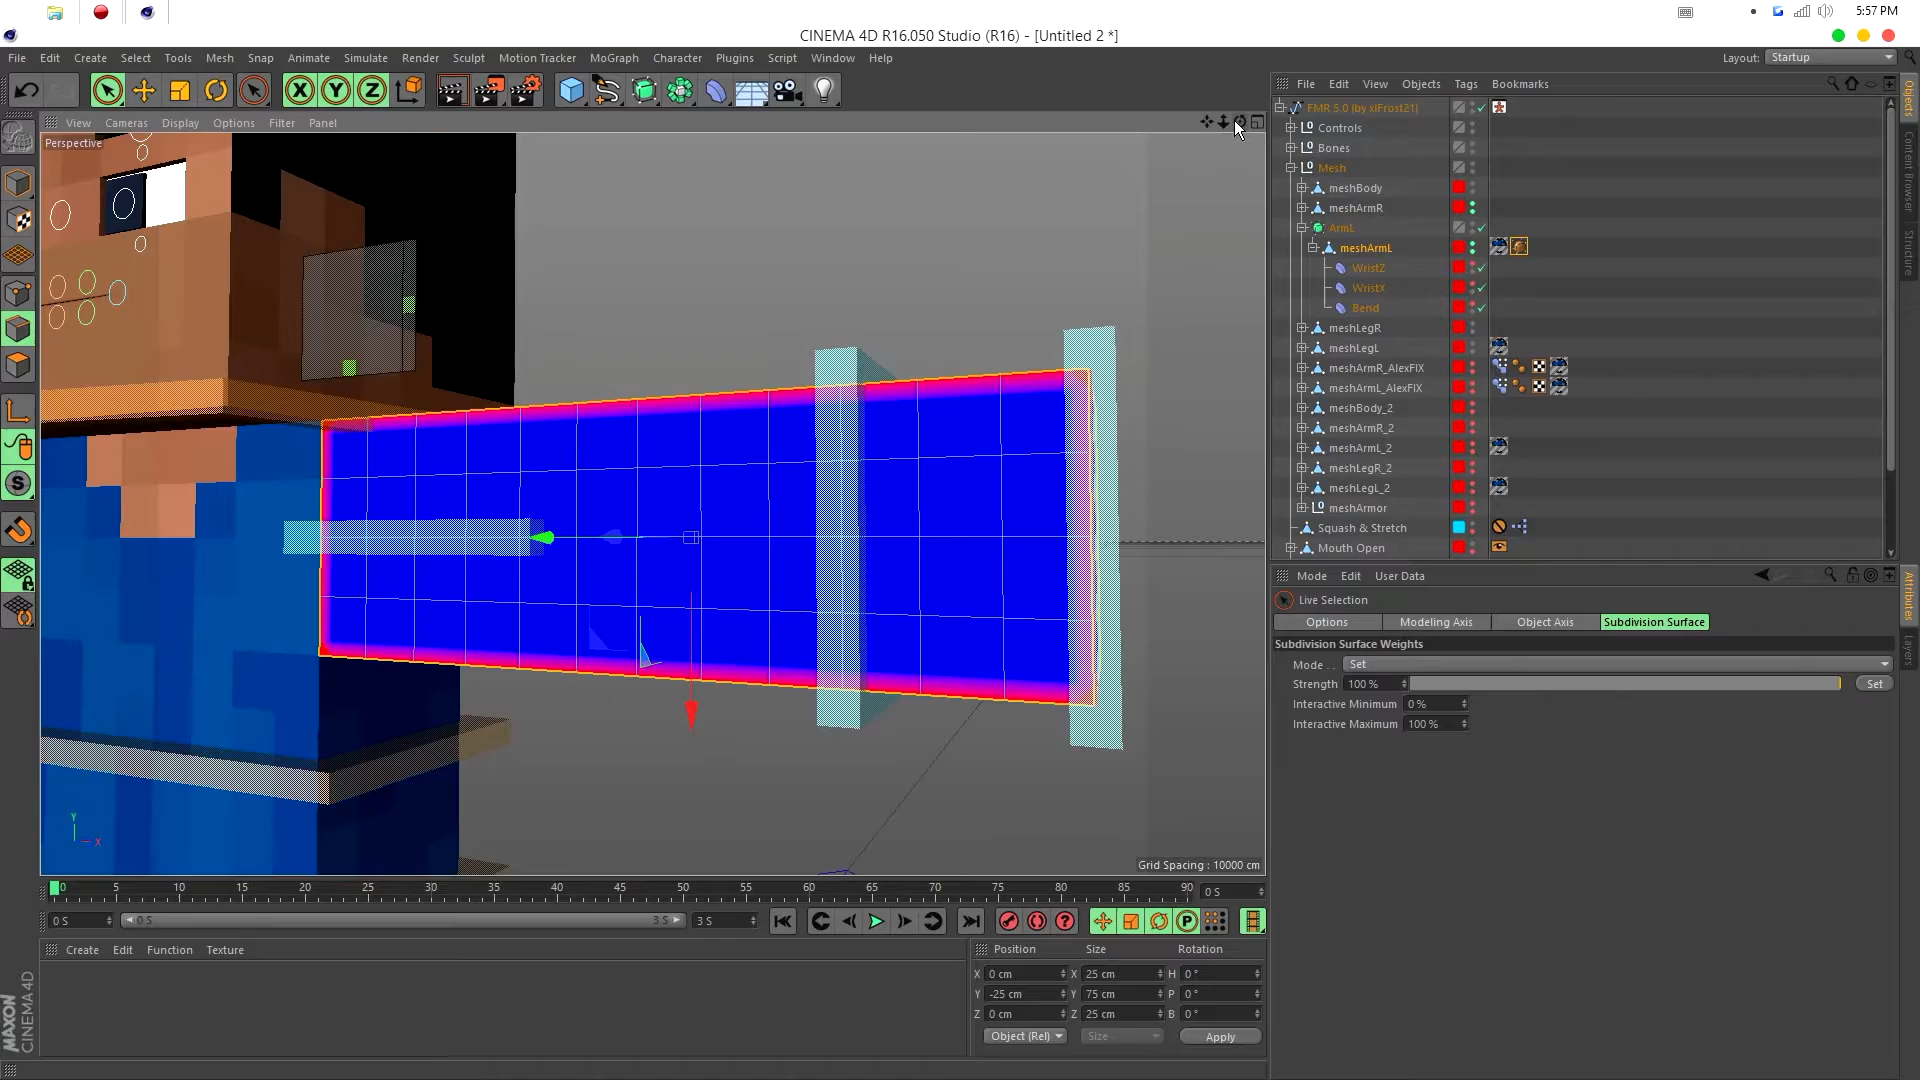 5:57 PM
CINEMA 4D R16.050 Studio (R16) - [Untitled 2 *]
File Edit Create Select Tools Mesh Snap Animate Simulate Render Sculpt Motion Tracker MoGraph Character Plugins Script Window Help
Layout: Startup
X Y Z
File Edit View Objects Tags Bookmarks
View Cameras Display Options Filter Panel
Perspective
FMR 5.0 (by xlFrost21)
Controls
Bones
Mesh
meshBody
meshArmR
ArmL
meshArmL
WristZ
WristX
Bend
meshLegR
meshLegL
meshArmR_AlexFIX
meshArmL_AlexFIX
meshBody_2
meshArmR_2
meshArmL_2
meshLegR_2
meshLegL_2
meshArmor
Squash & Stretch
Mouth Open
Objects
Content Browser
Structure
Mode Edit User Data
Live Selection
Options Modeling Axis Object Axis Subdivision Surface
Subdivision Surface Weights
Mode . . Set
Strength 100 % Set
Interactive Minimum 0 %
Interactive Maximum 100 %
Attributes
Layers
Y
X
Grid Spacing : 10000 cm
0 5 10 15 20 25 30 35 40 45 50 55 60 65 70 75 80 85 90 0 S
0 S 0 S 3 S 3 S
Create Edit Function Texture
Position Size Rotation
X 0 cm X 25 cm H 0 °
Y -25 cm Y 75 cm P 0 °
Z 0 cm Z 25 cm B 0 °
Object (Rel) Size Apply
MAXON
CINEMA 4D